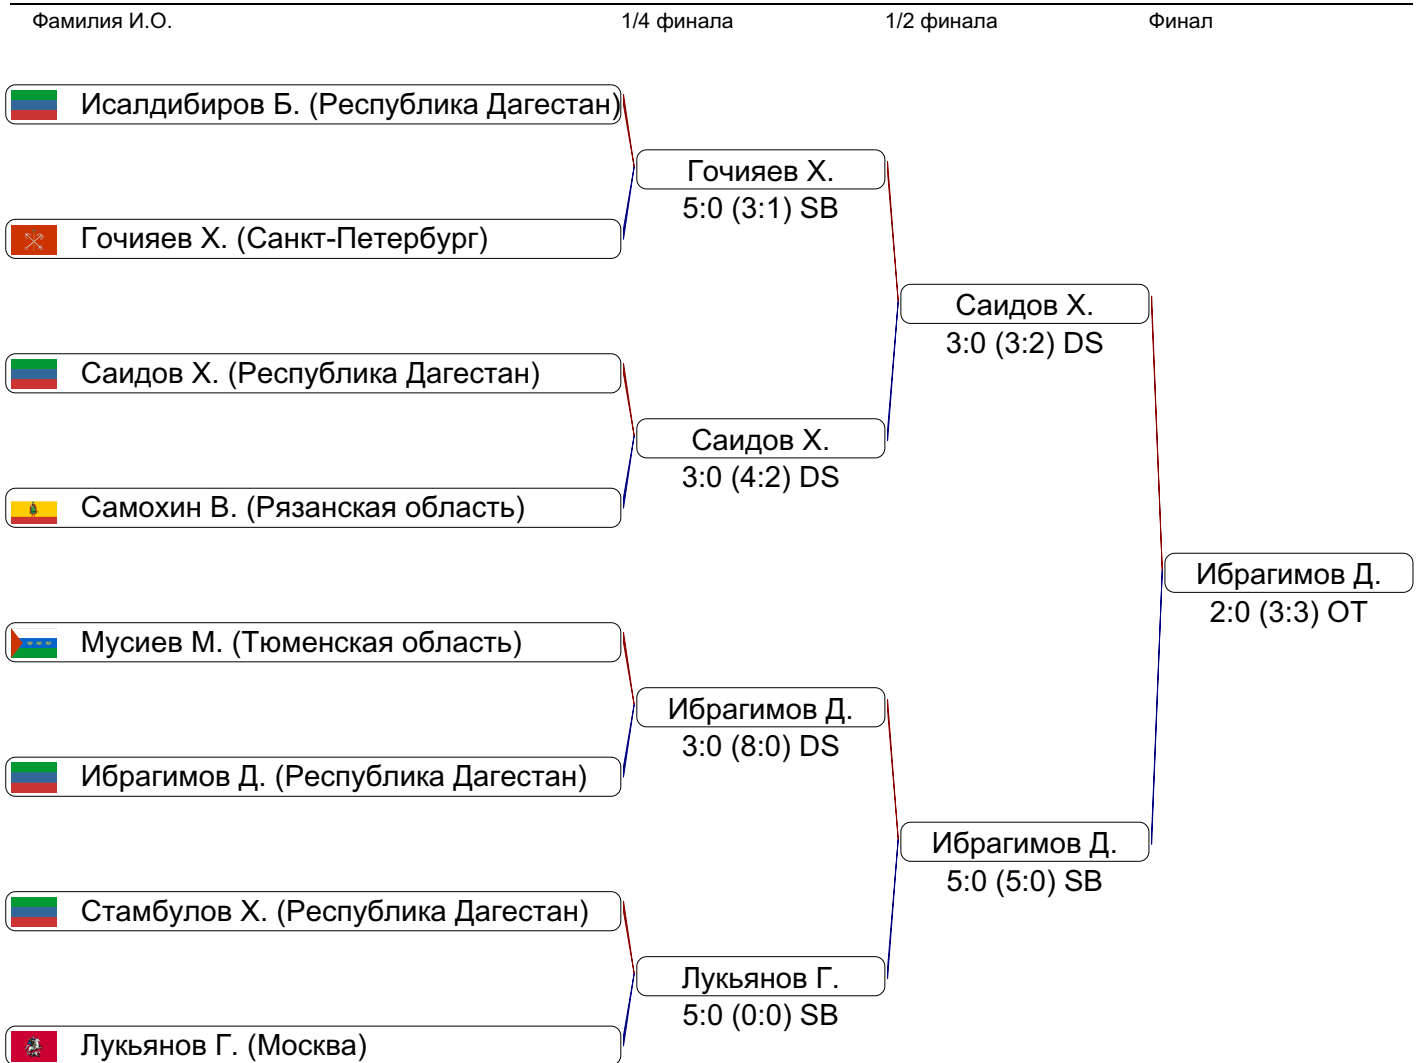 Фамилия И.О. 1/4 финала 1/2 финала Финал
Исалдибиров Б. (Республика Дагестан)
Гочияев Х.
5:0 (3:1) SB
Гочияев Х. (Санкт-Петербург)
Саидов Х.
3:0 (3:2) DS
Саидов Х. (Республика Дагестан)
Саидов Х.
3:0 (4:2) DS
Самохин В. (Рязанская область)
Ибрагимов Д.
2:0 (3:3) OT
Мусиев М. (Тюменская область)
Ибрагимов Д.
3:0 (8:0) DS
Ибрагимов Д. (Республика Дагестан)
Ибрагимов Д.
5:0 (5:0) SB
Стамбулов Х. (Республика Дагестан)
Лукьянов Г.
5:0 (0:0) SB
Лукьянов Г. (Москва)